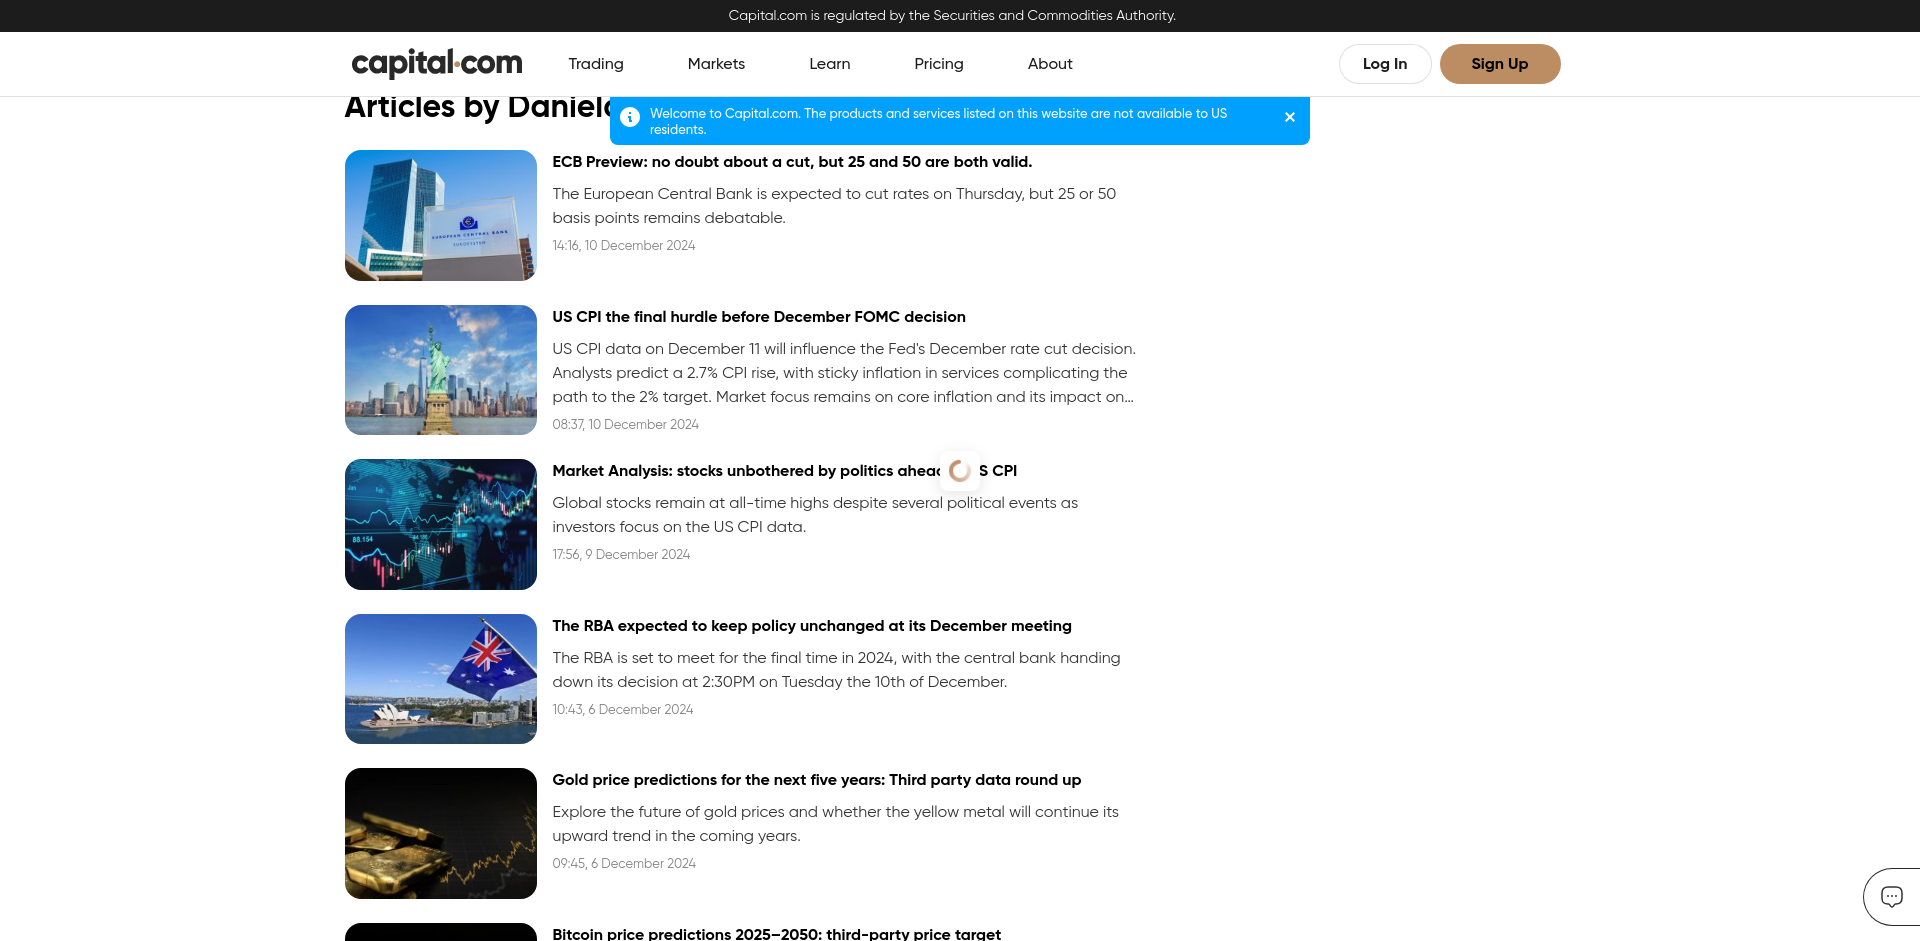 Capital.com is regulated by the Securities and Commodities Authority.
capital.com
Trading
Markets
Learn
Pricing
About
Log In
Sign Up
Articles by Daniela
Welcome to Capital.com. The products and services listed on this website are not available to US
residents.
EUROPEAN CENTRAL BANK
EUROSYSTEM
ECB Preview: no doubt about a cut, but 25 and 50 are both valid.
The European Central Bank is expected to cut rates on Thursday, but 25 or 50
basis points remains debatable.
14:16, 10 December 2024
US CPI the final hurdle before December FOMC decision
US CPI data on December 11 will influence the Fed's December rate cut decision.
Analysts predict a 2.7% CPI rise, with sticky inflation in services complicating the
path to the 2% target. Market focus remains on core inflation and its impact on...
08:37, 10 December 2024
88.154
Market Analysis: stocks unbothered by politics ahead S CPI
Global stocks remain at all-time highs despite several political events as
investors focus on the US CPI data.
17:56, 9 December 2024
The RBA expected to keep policy unchanged at its December meeting
The RBA is set to meet for the final time in 2024, with the central bank handing
down its decision at 2:30PM on Tuesday the 10th of December.
10:43, 6 December 2024
Gold price predictions for the next five years: Third party data round up
Explore the future of gold prices and whether the yellow metal will continue its
upward trend in the coming years.
09:45, 6 December 2024
Bitcoin price predictions 2025–2050: third-party price target